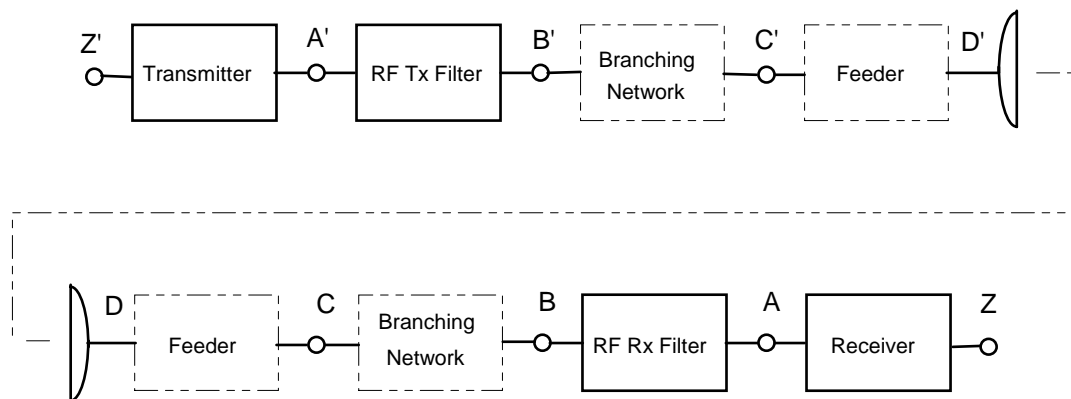 Z'
A'
B'
C'
D'
Transmitter
RF Tx Filter
Branching
Network
Feeder
D
C
B
A
Z
Feeder
Branching
Network
RF Rx Filter
Receiver